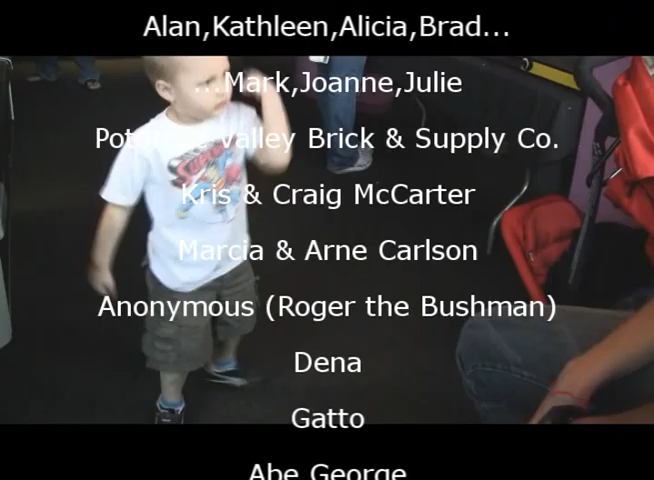 Alan,Kathleen,Alicia,Brad...
...Mark,Joanne,Julie
Valley Brick & Supply Co.
Kris & Craig McCarter
Marcia & Arne Carlson
Anonymous (Roger the Bushman)
Dena
Gatto
Abe George